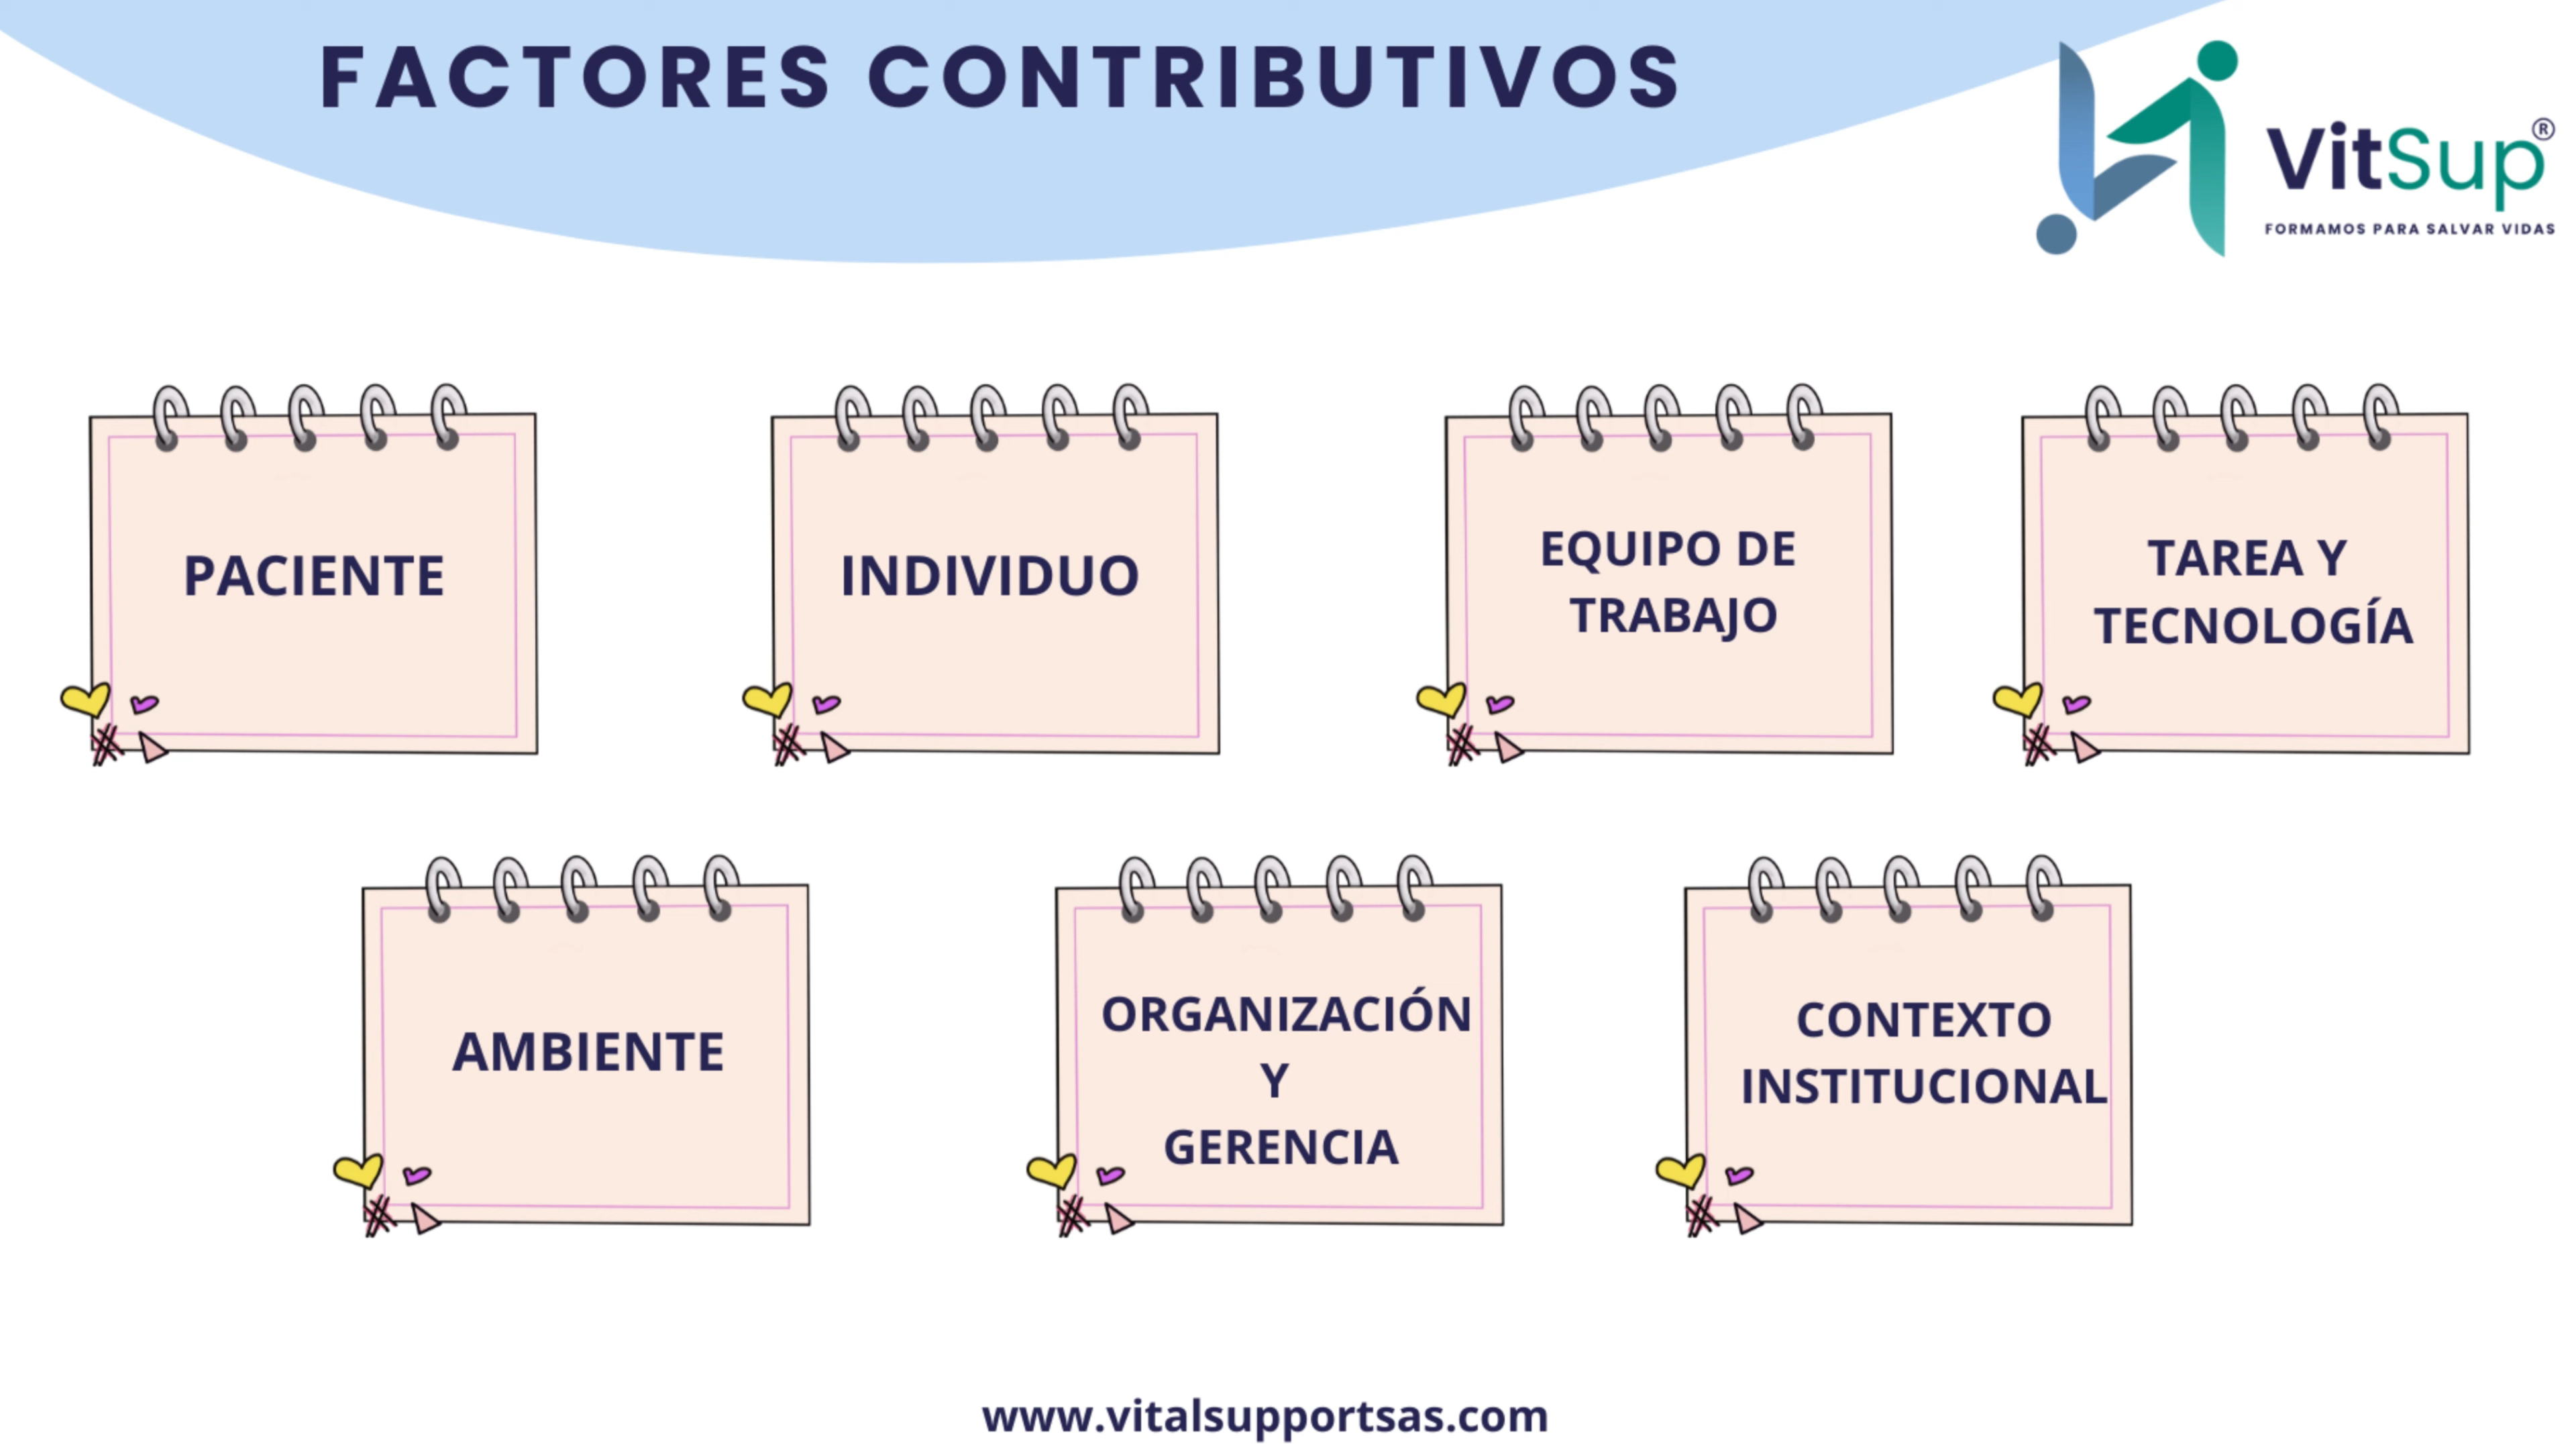 FACTORES CONTRIBUTIVOS
VitSup®
FORMAMOS PARA SALVAR VIDAS
PACIENTE
INDIVIDUO
EQUIPO DE
TRABAJO
TAREA Y
TECNOLOGÍA
AMBIENTE
ORGANIZACIÓN
Y
GERENCIA
CONTEXTO
INSTITUCIONAL
www.vitalsupportsas.com